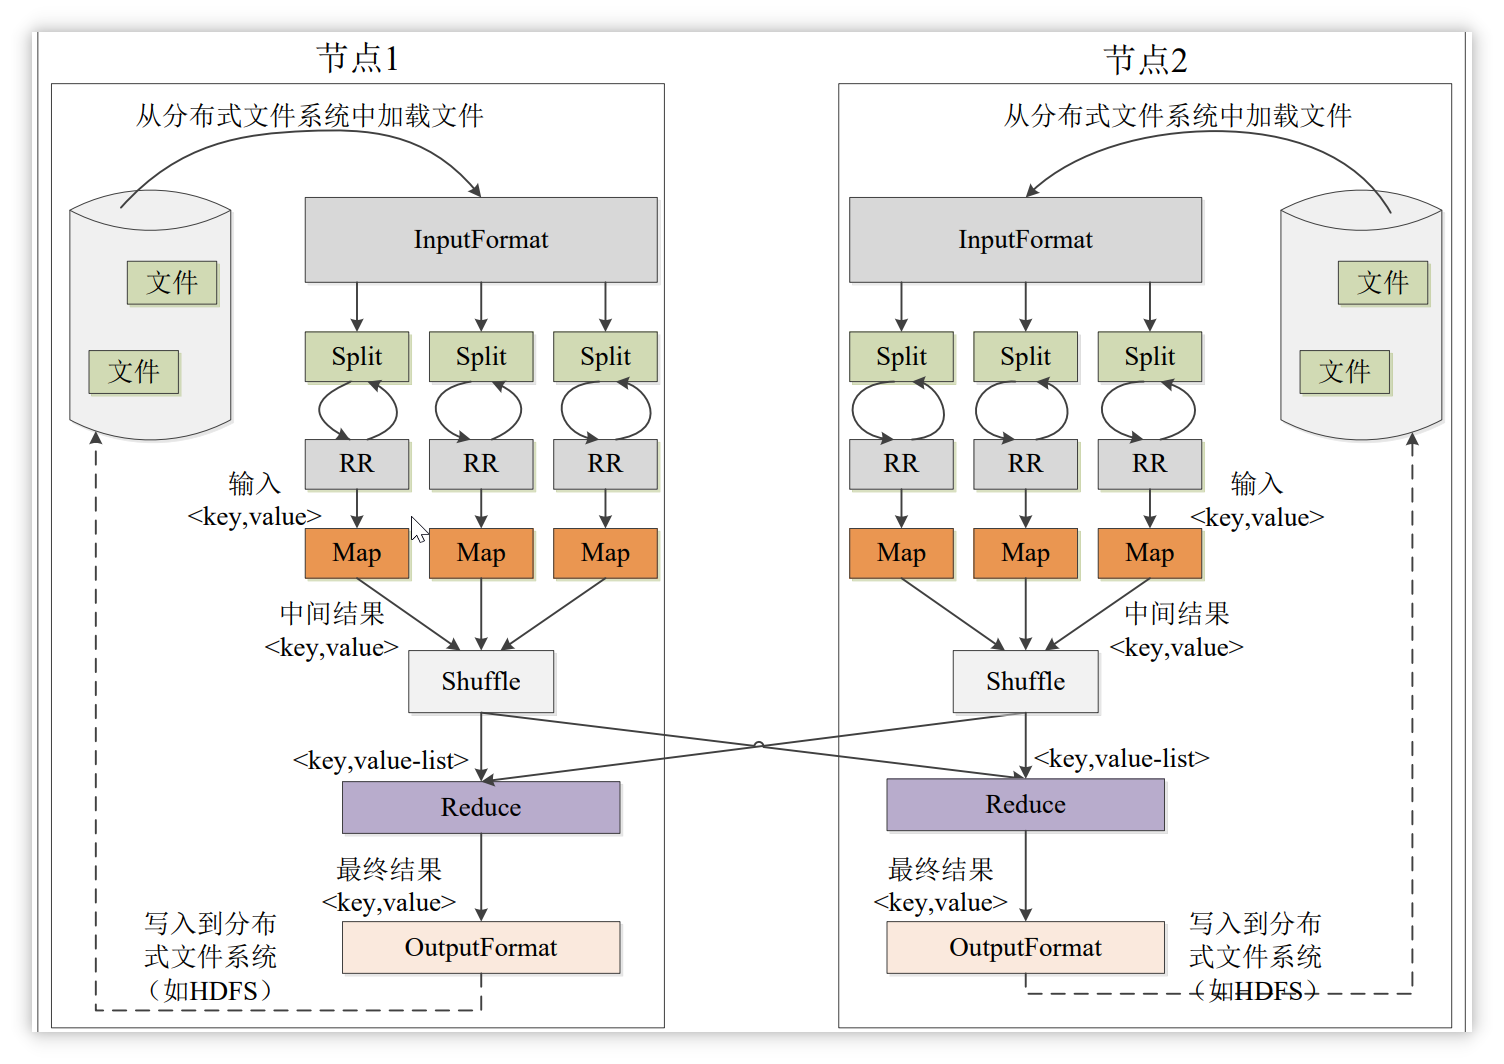 节点1
从分布式文件系统中加载文件
InputFormat
文件
文件
Split
Split
Split
RR
RR
RR
输入
<key,value>
Map
Map
Map
中间结果
<key,value>
Shuffle
<key,value-list>
Reduce
最终结果
<key,value>
OutputFormat
写入到分布
式文件系统
（如HDFS）
节点2
从分布式文件系统中加载文件
InputFormat
文件
文件
Split
Split
Split
RR
RR
RR
输入
<key,value>
Map
Map
Map
中间结果
<key,value>
Shuffle
<key,value-list>
Reduce
最终结果
<key,value>
OutputFormat
写入到分布
式文件系统
（如HDFS）